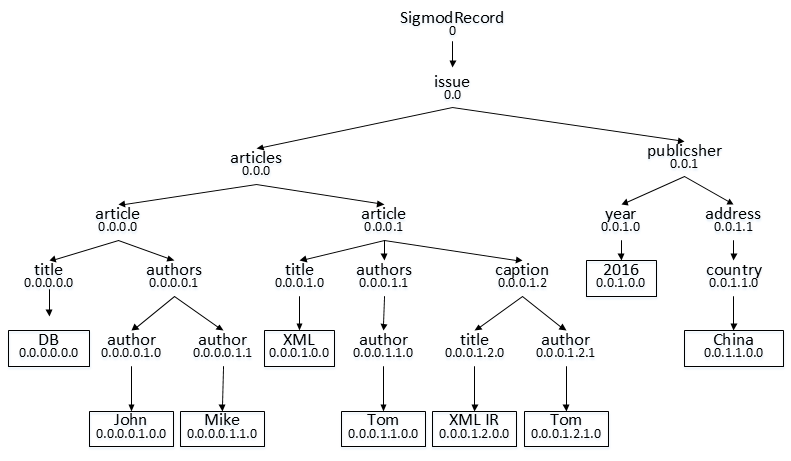 SigmodRecord
0
issue
0.0
articles
0.0.0
publicsher
0.0.1
article
0.0.0.0
article
0.0.0.1
year
0.0.1.0
address
0.0.1.1
title
0.0.0.0.0
authors
0.0.0.0.1
title
0.0.0.1.0
authors
0.0.0.1.1
caption
0.0.0.1.2
2016
0.0.1.0.0
country
0.0.1.1.0
DB
0.0.0.0.0.0
author
0.0.0.0.1.0
author
0.0.0.0.1.1
XML
0.0.0.1.0.0
author
0.0.0.1.1.0
title
0.0.0.1.2.0
author
0.0.0.1.2.1
China
0.0.1.1.0.0
John
0.0.0.0.1.0.0
Mike
0.0.0.0.1.1.0
Tom
0.0.0.1.1.0.0
XML IR
0.0.0.1.2.0.0
Tom
0.0.0.1.2.1.0